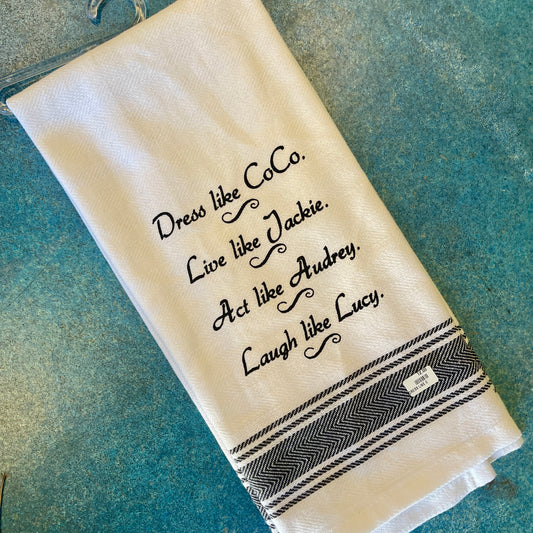 Dress like CoCo.
Live like Jackie.
Act like Audrey.
Laugh like Lucy.